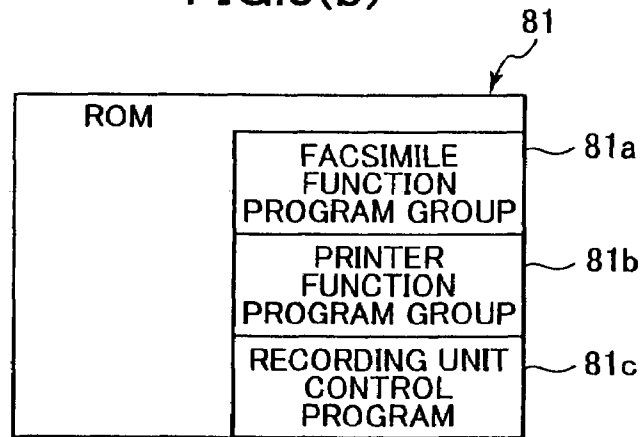 81
ROM
FACSIMILE
FUNCTION
PROGRAM GROUP
81a
PRINTER
FUNCTION
PROGRAM GROUP
81b
RECORDING UNIT
CONTROL
PROGRAM
81c